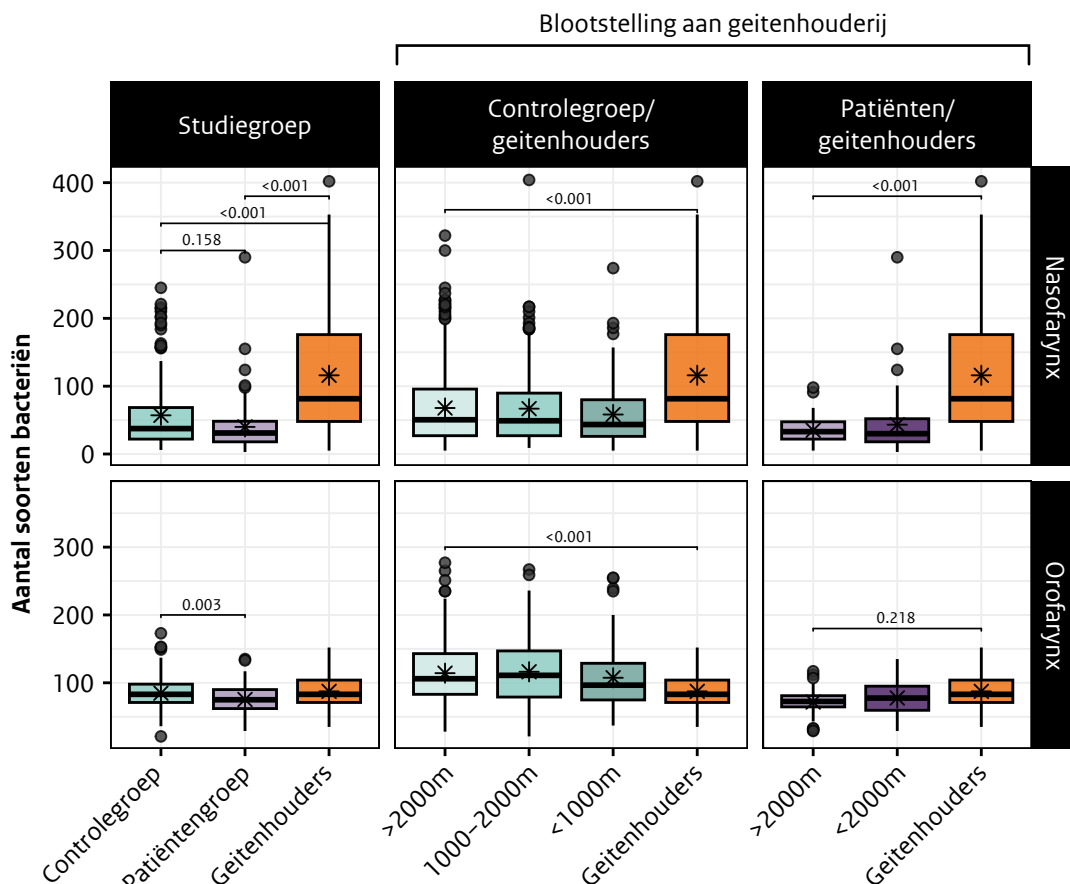 Blootstelling aan geitenhouderij
Studiegroep
Controlegroep/
geitenhouders
Patiënten/
geitenhouders
Aantal soorten bacteriën
400
300
200
100
0
<0.001
<0.001
0.158
<0.001
<0.001
Nasofarynx
300
200
100
0.003
<0.001
0.218
Orofarynx
Controlegroep
Patiëntengroep
Geitenhouders
>2000m
1000–2000m
<1000m
Geitenhouders
>2000m
<2000m
Geitenhouders